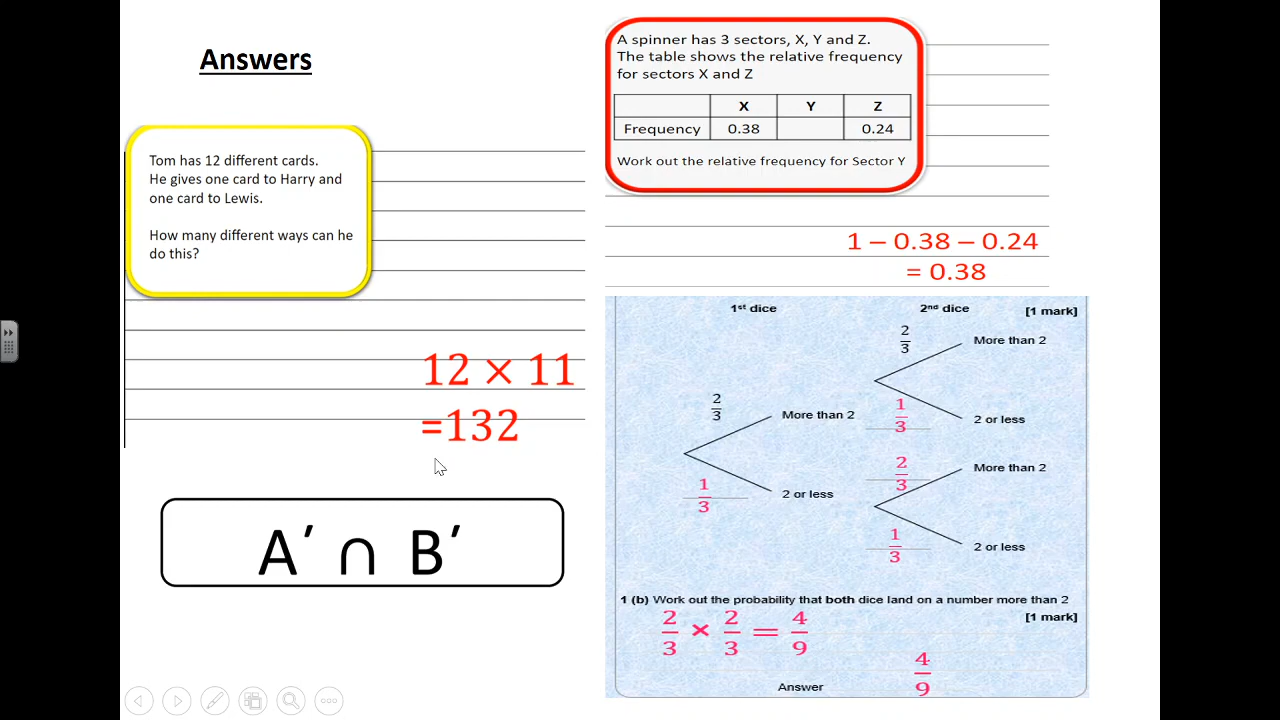 Answers
Tom has 12 different cards.
He gives one card to Harry and
one card to Lewis.
How many different ways can he
do this?
12 × 11
=132
A′ ∩ B′
A spinner has 3 sectors, X, Y and Z.
The table shows the relative frequency
for sectors X and Z
X Y Z
Frequency 0.38 0.24
Work out the relative frequency for Sector Y
1 − 0.38 − 0.24
= 0.38
1st dice 2nd dice [1 mark]
2/3 More than 2
1/3 2 or less
2/3 More than 2
1/3 2 or less
2/3 More than 2
1/3 2 or less
1 (b) Work out the probability that both dice land on a number more than 2
[1 mark]
2/3 × 2/3 = 4/9
Answer 4/9